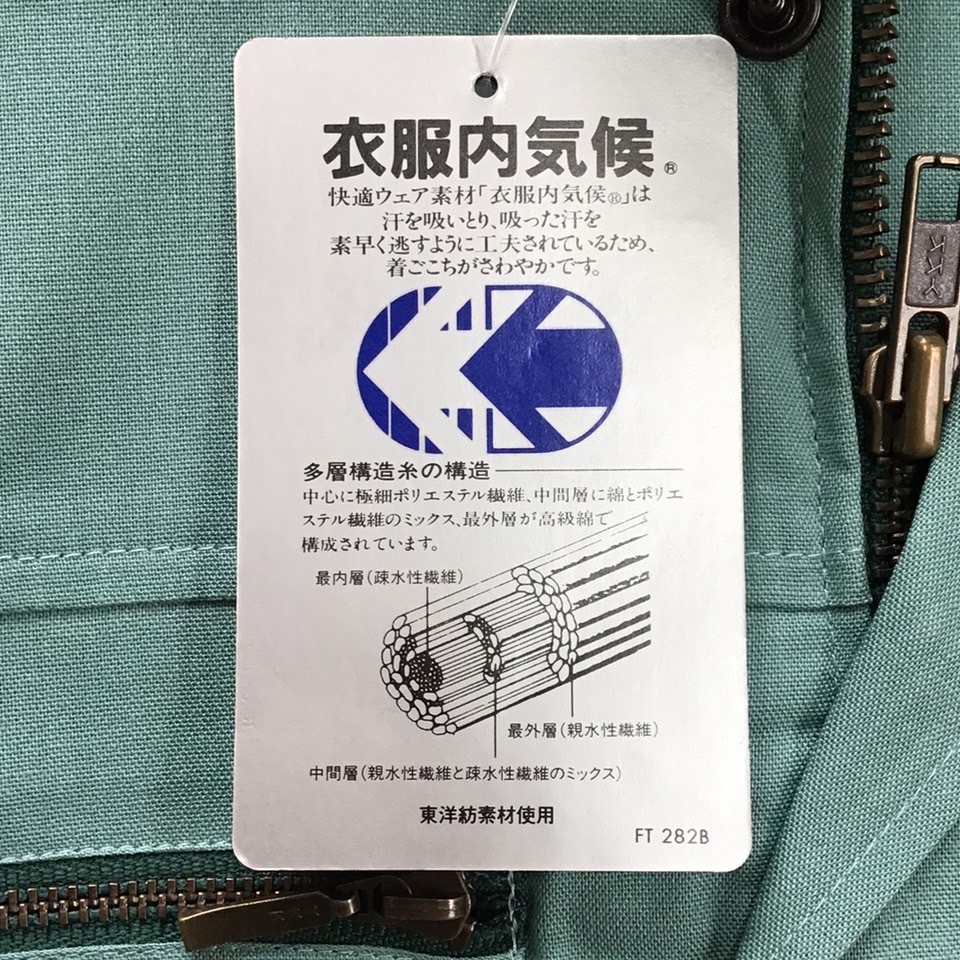 衣服内気候®
快適ウェア素材「衣服内気侯®」は
汗を吸いとり、吸った汗を
素早く逃すように工夫されているため、
着ごこちがさわやかです。
多層構造糸の構造
中心に極細ポリエステル繊維、中間層に綿とポリエ
ステル繊維のミックス、最外層が高級綿で
構成されています。
最内層(疎水性繊維)
最外層(親水性繊維)
中間層(親水性繊維と疎水性繊維のミックス)
東洋紡素材使用
FT 282B
YKK